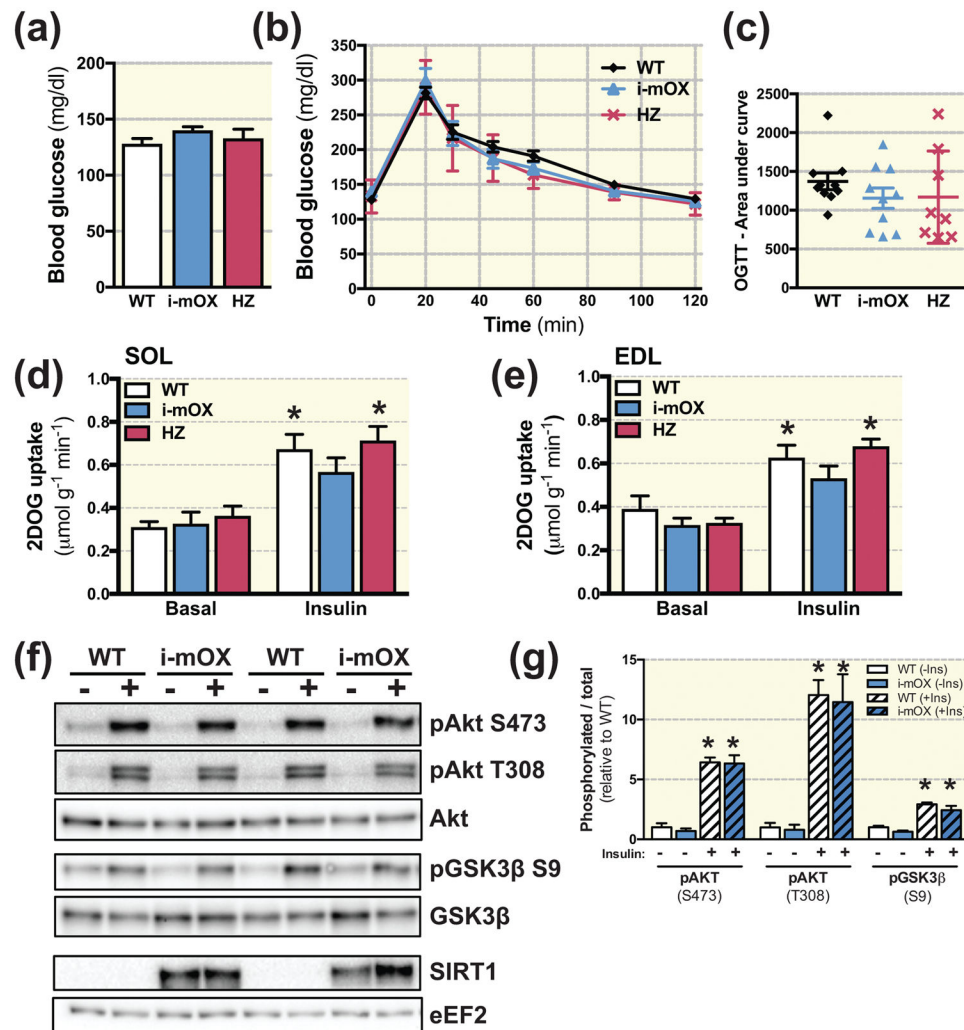 (a)
Blood glucose (mg/dl)
200
150
100
50
0
WT i-mOX HZ
(b)
Blood glucose (mg/dl)
350
300
250
200
150
100
50
0
WT
i-mOX
HZ
0 20 40 60 80 100 120
Time (min)
(c)
OGTT - Area under curve
2500
2000
1500
1000
500
0
WT i-mOX HZ
(d)
SOL
2DOG uptake
(μmol g-1 min-1)
1.0
0.8
0.6
0.4
0.2
0.0
WT
i-mOX
HZ
* *
Basal Insulin
(e)
EDL
2DOG uptake
(μmol g-1 min-1)
1.0
0.8
0.6
0.4
0.2
0.0
WT
i-mOX
HZ
* *
Basal Insulin
(f)
WT i-mOX WT i-mOX
- + - + - + - +
pAkt S473
pAkt T308
Akt
pGSK3β S9
GSK3β
SIRT1
eEF2
(g)
Phosphorylated / total
(relative to WT)
15
10
5
0
WT (-Ins)
i-mOX (-Ins)
WT (+Ins)
i-mOX (+Ins)
* * * * * *
Insulin: - - + + - - + + - - + +
pAKT pAKT pGSK3β
(S473) (T308) (S9)